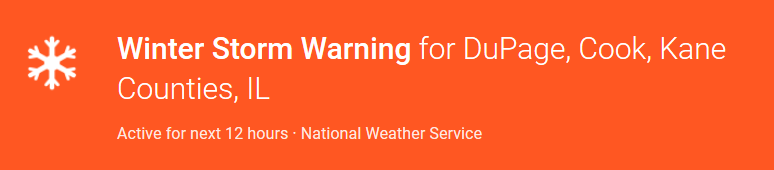 Winter Storm Warning for DuPage, Cook, Kane
Counties, IL
Active for next 12 hours · National Weather Service